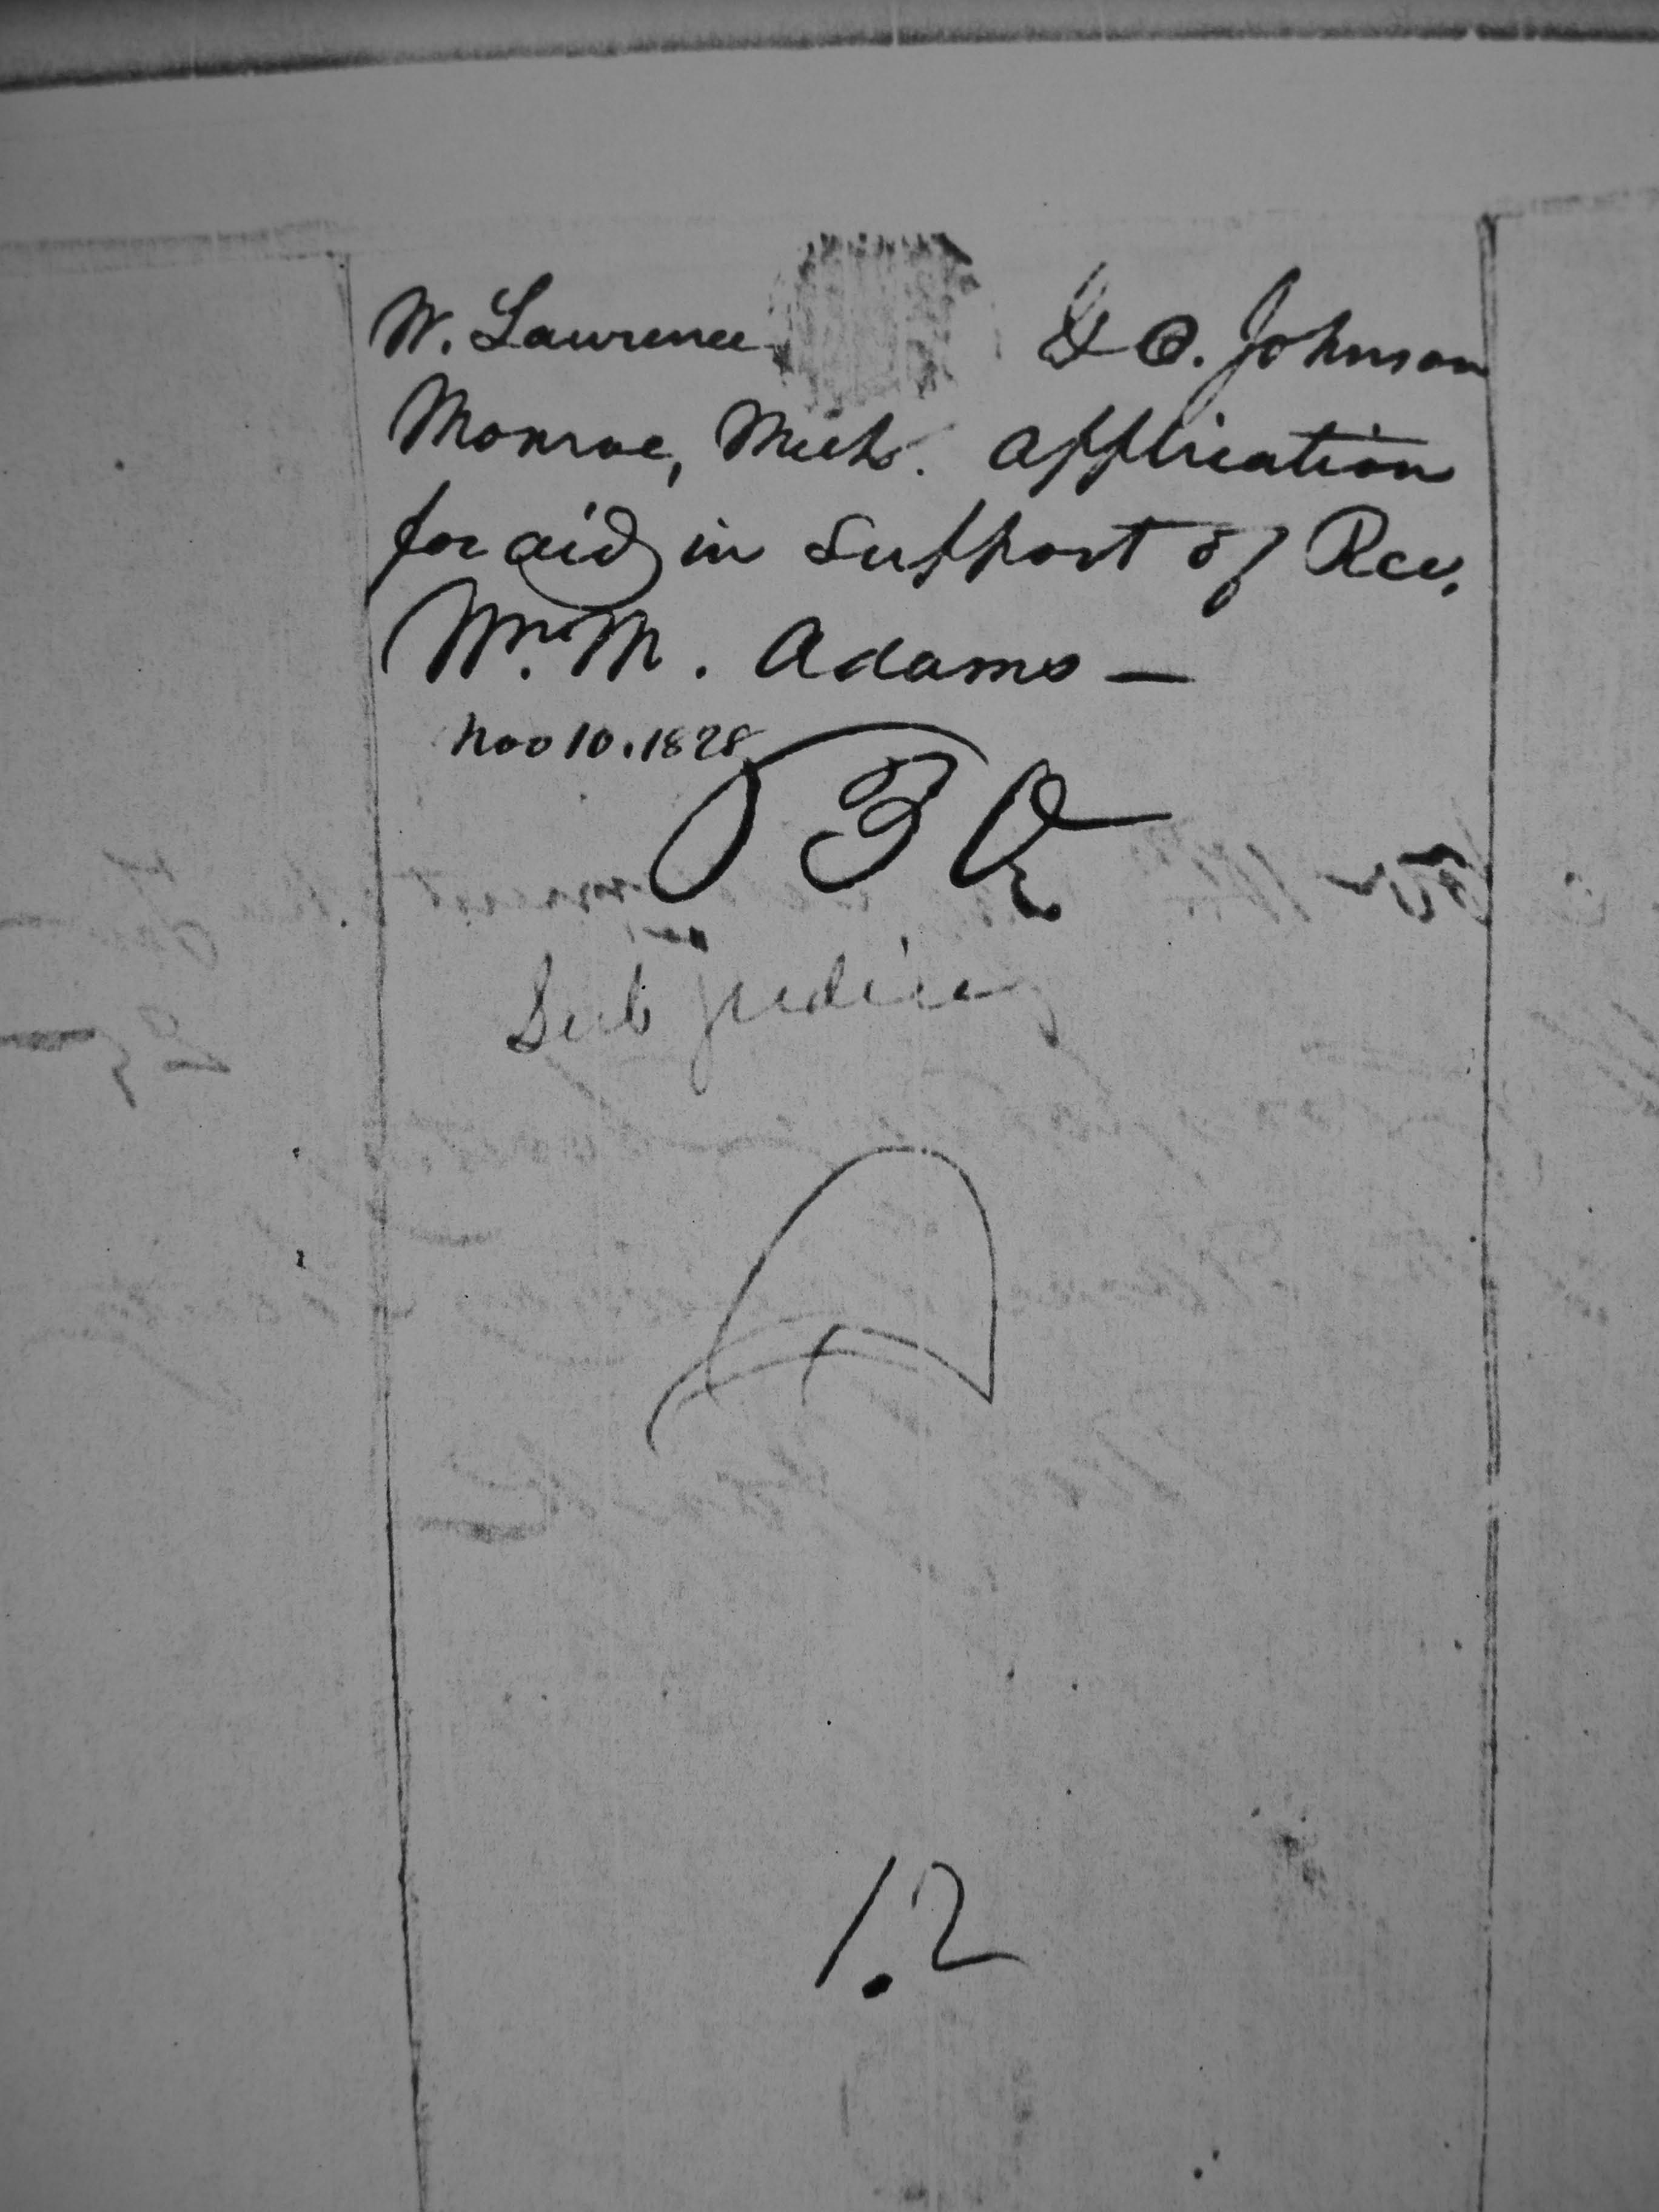 W. Lawrence & O. Johnson
Monroe, Mich. Application
for aid in Support of Rev.
Wm. M. Adams —
Nov 10. 1828
Sub judice
A
12